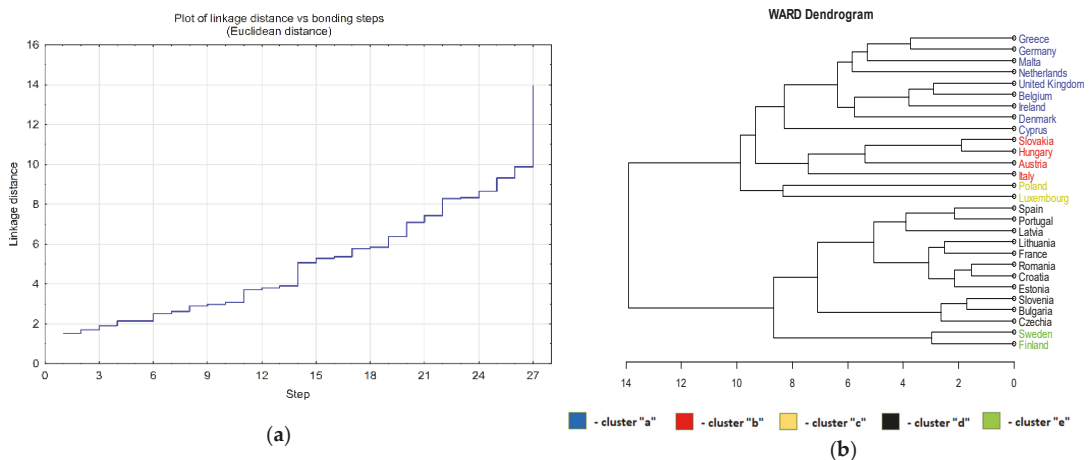 Plot of linkage distance vs bonding steps
(Euclidean distance)
16
14
12
10
8
6
4
2
0
Linkage distance
0 3 6 9 12 15 18 21 24 27
Step
(a)
WARD Dendrogram
Greece
Germany
Malta
Netherlands
United Kingdom
Belgium
Ireland
Denmark
Cyprus
Slovakia
Hungary
Austria
Italy
Poland
Luxembourg
Spain
Portugal
Latvia
Lithuania
France
Romania
Croatia
Estonia
Slovenia
Bulgaria
Czechia
Sweden
Finland
14 12 10 8 6 4 2 0
- cluster "a" - cluster "b" - cluster "c" - cluster "d" - cluster "e"
(b)